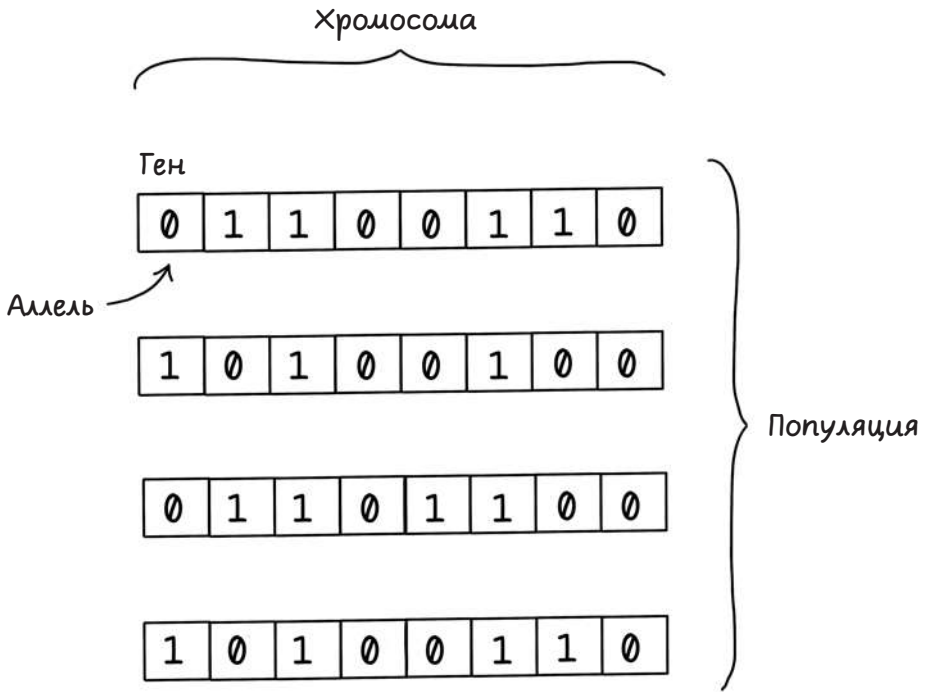 Хромосома
Ген
0 1 1 0 0 1 1 0
Аллель
1 0 1 0 0 1 0 0
Популяция
0 1 1 0 1 1 0 0
1 0 1 0 0 1 1 0